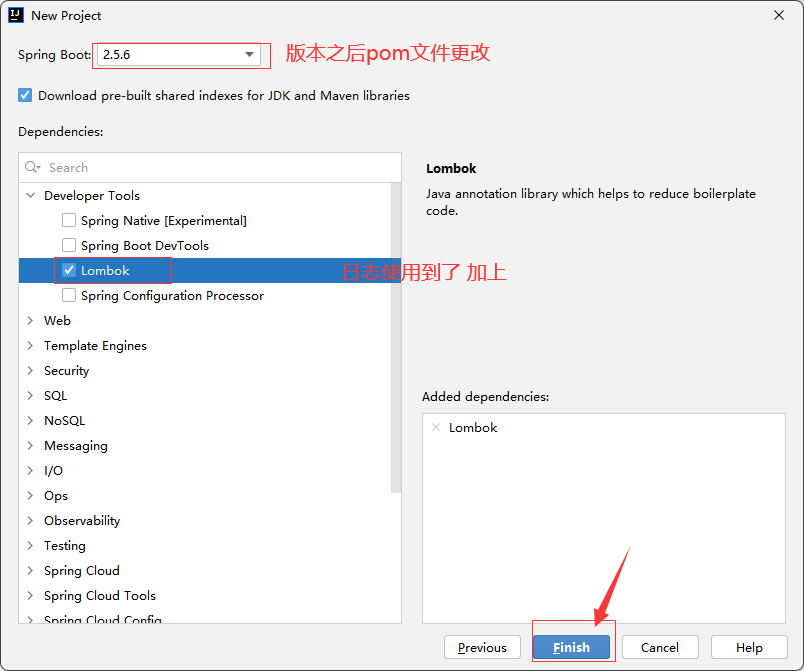 New Project
Spring Boot: 2.5.6 版本之后pom文件更改
Download pre-built shared indexes for JDK and Maven libraries
Dependencies:
Search
Developer Tools
Spring Native [Experimental]
Spring Boot DevTools
Lombok 日志使用到了 加上
Spring Configuration Processor
Web
Template Engines
Security
SQL
NoSQL
Messaging
I/O
Ops
Observability
Testing
Spring Cloud
Spring Cloud Tools
Spring Cloud Config
Lombok
Java annotation library which helps to reduce boilerplate
code.
Added dependencies:
Lombok
Previous Finish Cancel Help